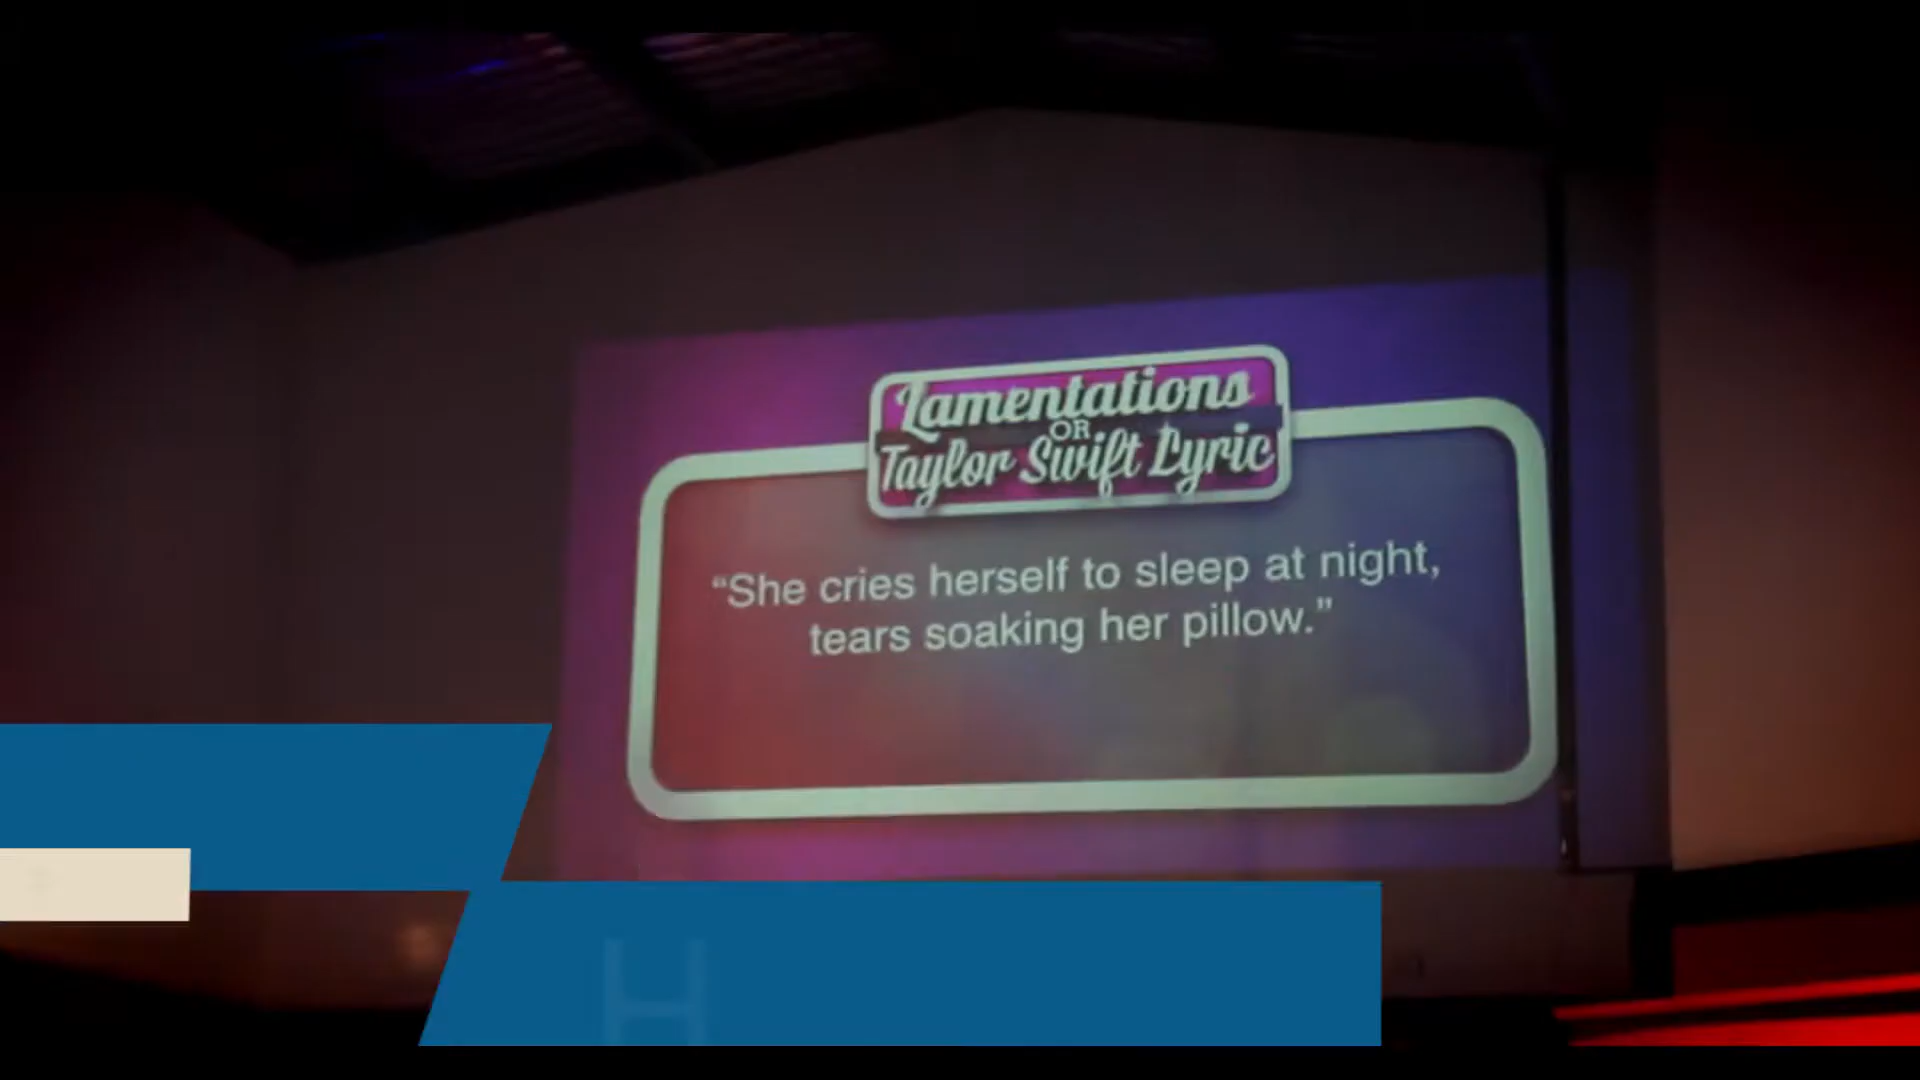 Lamentations
OR
Taylor Swift Lyric
“She cries herself to sleep at night,
tears soaking her pillow.”
H